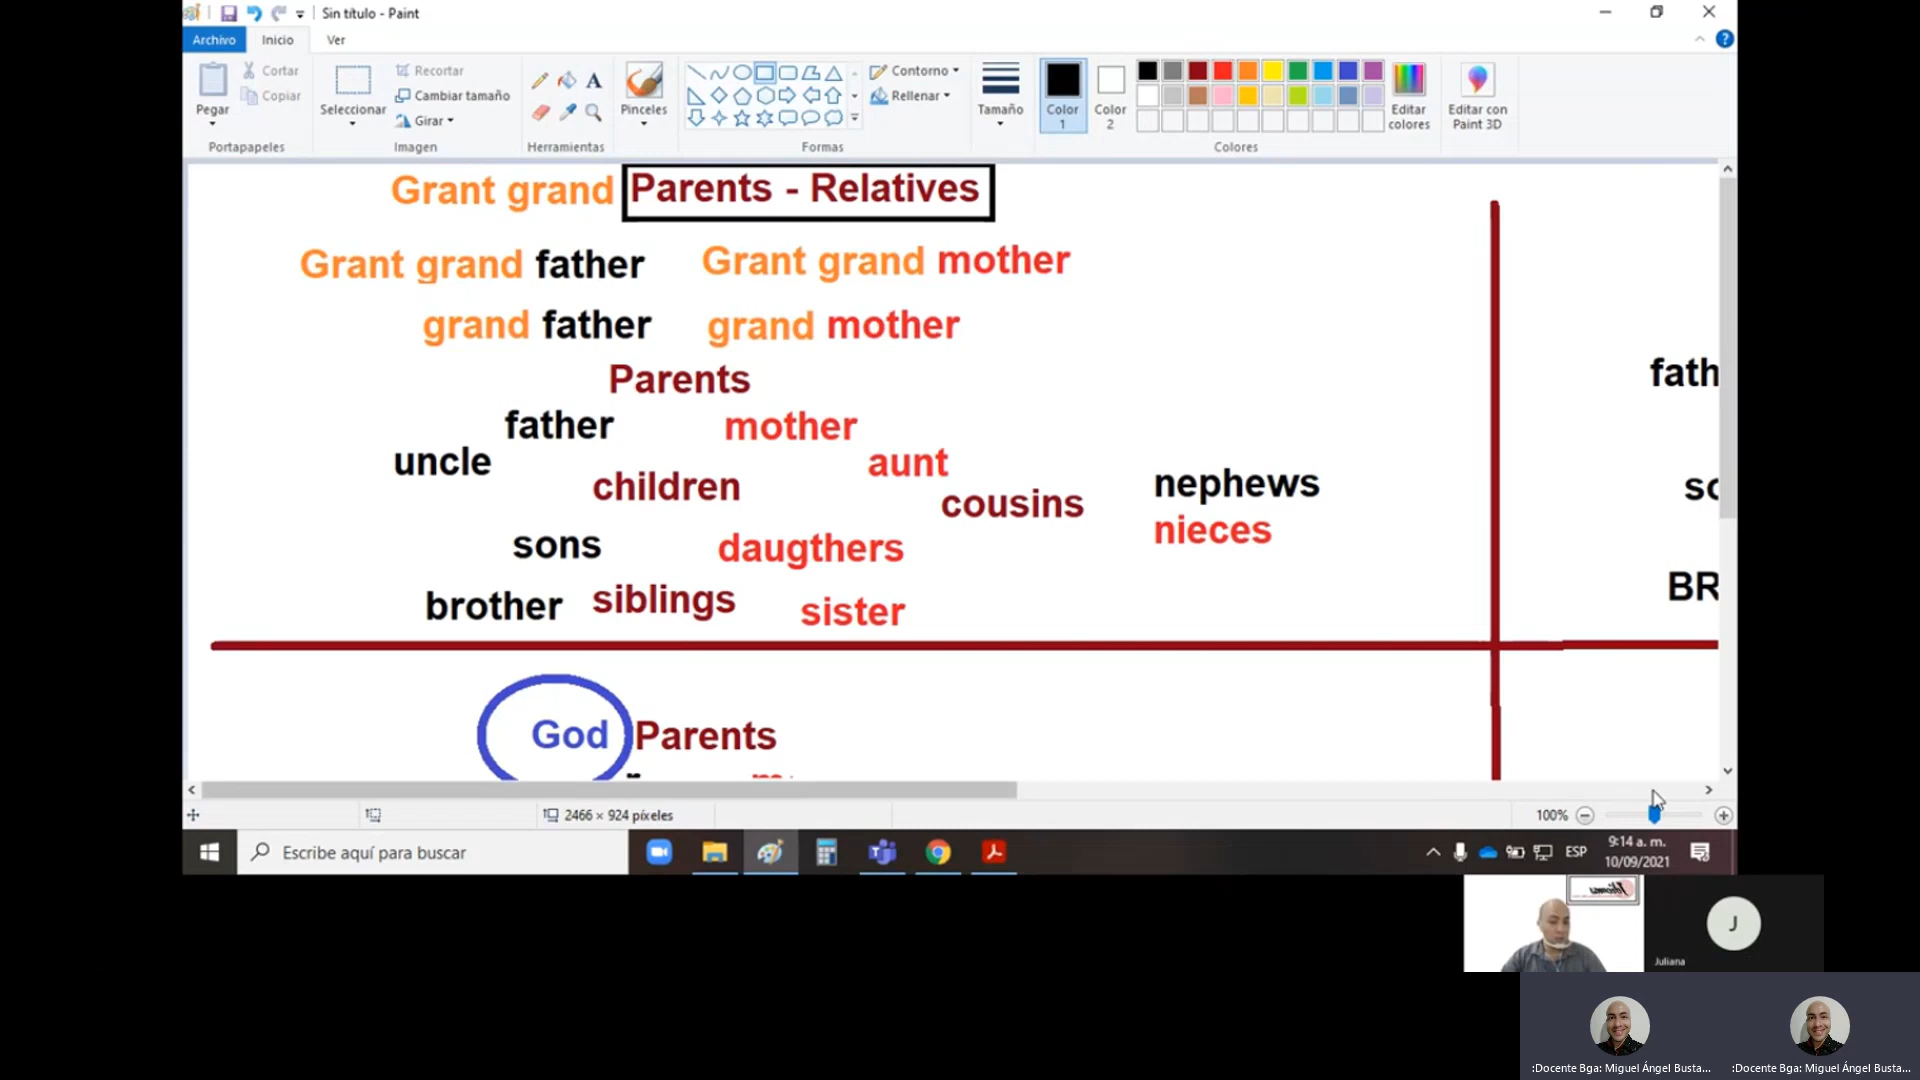 Sin título - Paint
Archivo Inicio Ver
Pegar Cortar Copiar Seleccionar Recortar Cambiar tamaño Girar Pinceles Contorno Rellenar Tamaño Color 1 Color 2 Editar colores Editar con Paint 3D
Portapapeles Imagen Herramientas Formas Colores
Grant grand Parents - Relatives
Grant grand father Grant grand mother
grand father grand mother
Parents
fath
father mother
uncle aunt
children cousins nephews
sc
nieces
sons daugthers
brother siblings sister
BR
God Parents
2466 × 924 píxeles 100%
Escribe aquí para buscar
ESP 9:14 a. m.
10/09/2021
J
Juliana
:Docente Bga: Miguel Ángel Busta... :Docente Bga: Miguel Ángel Busta...